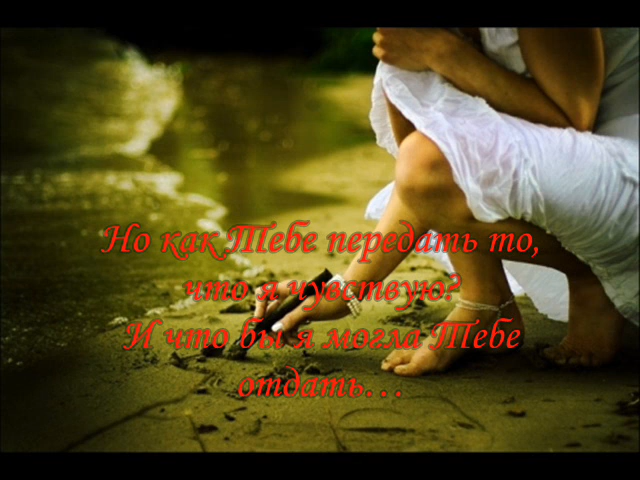 Но как Тебе передать то,
что я чувствую?
И что бы я могла Тебе
отдать…